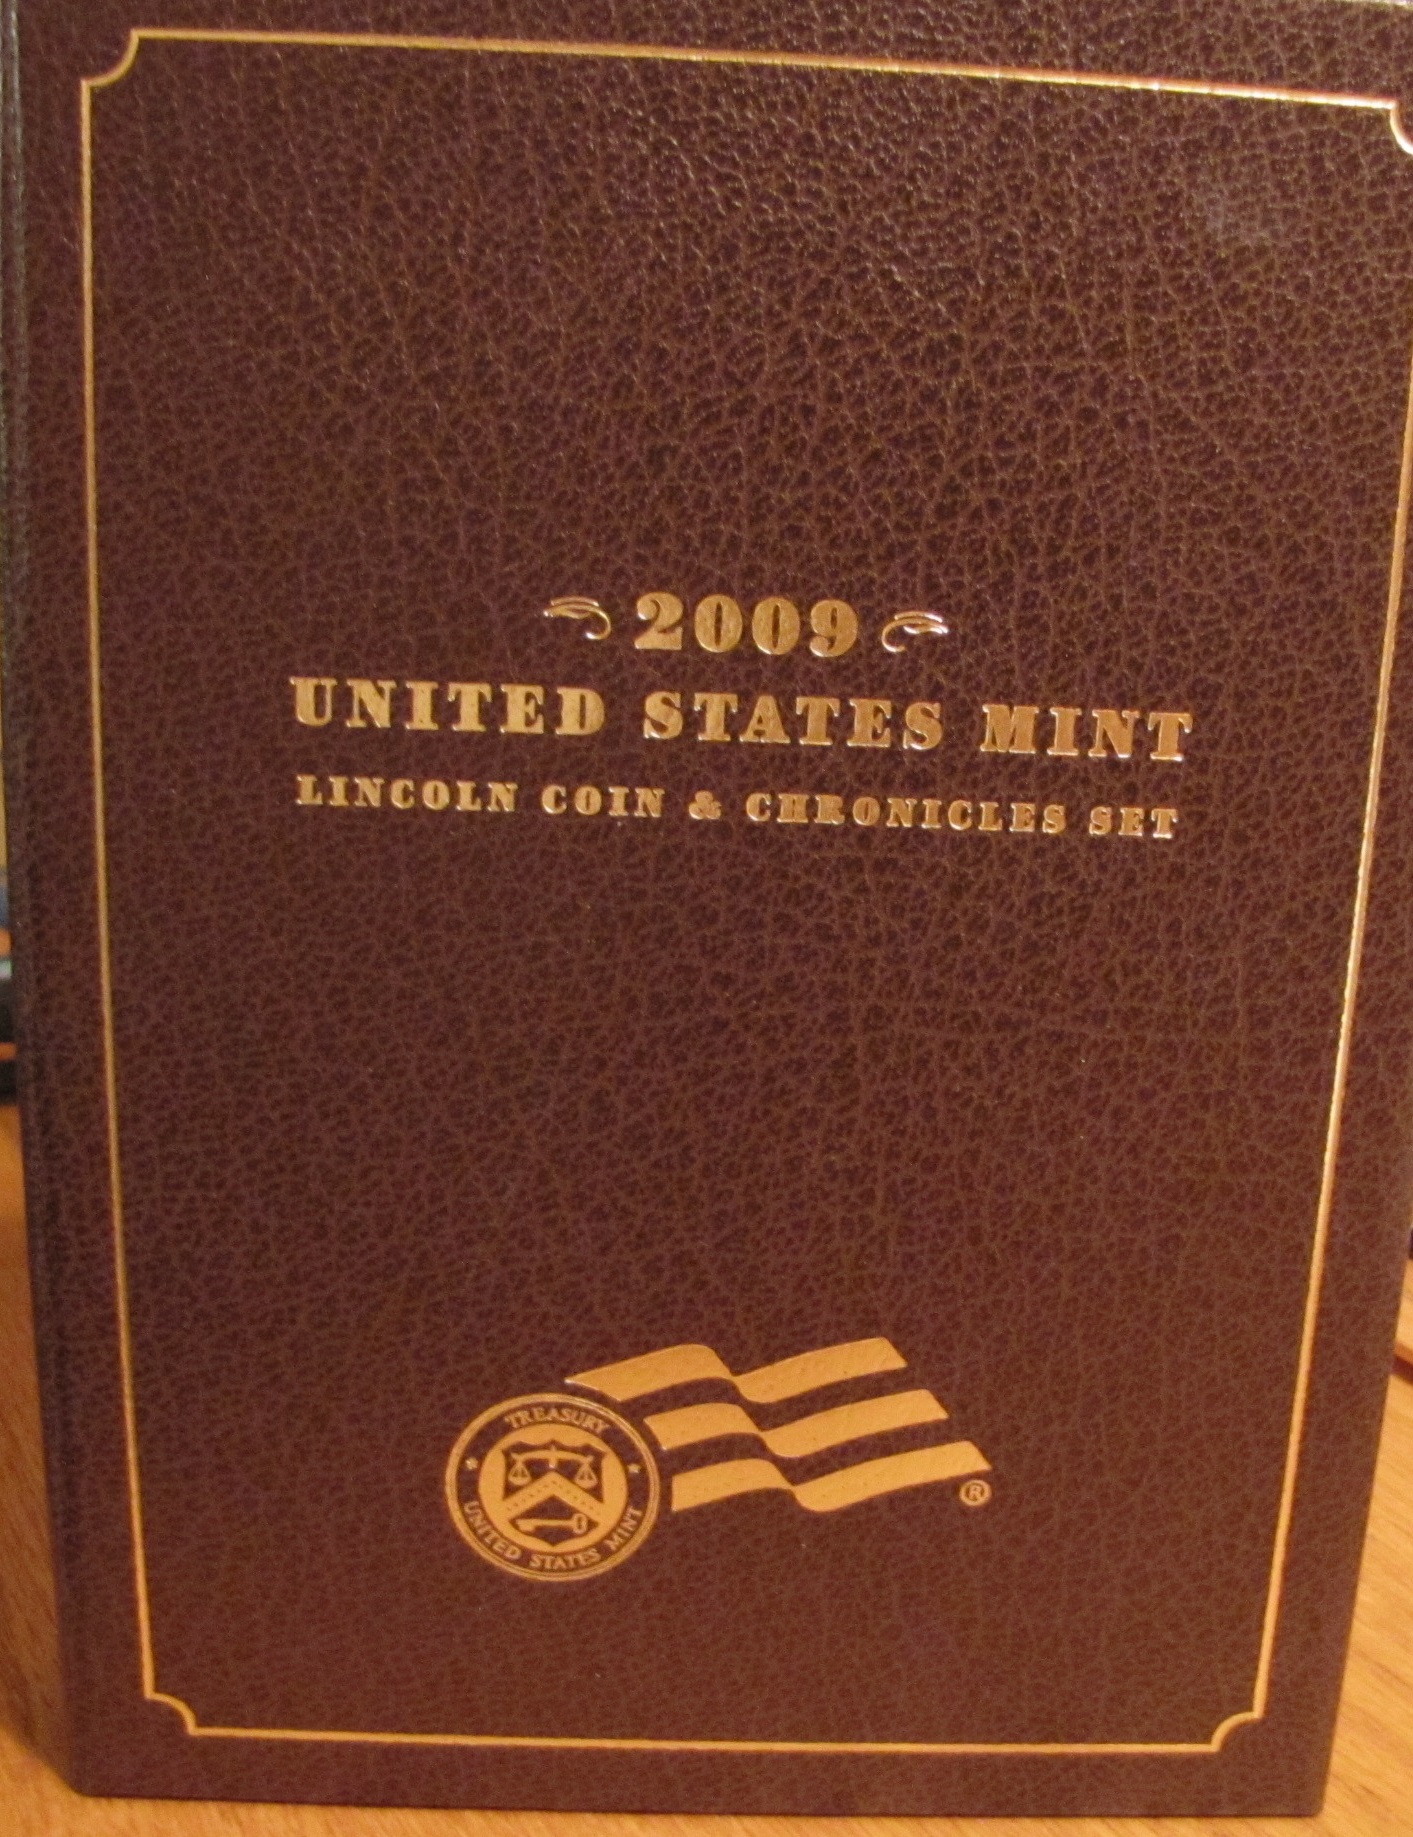 2009
UNITED STATES MINT
LINCOLN COIN & CHRONICLES SET
TREASURY
UNITED STATES MINT
®